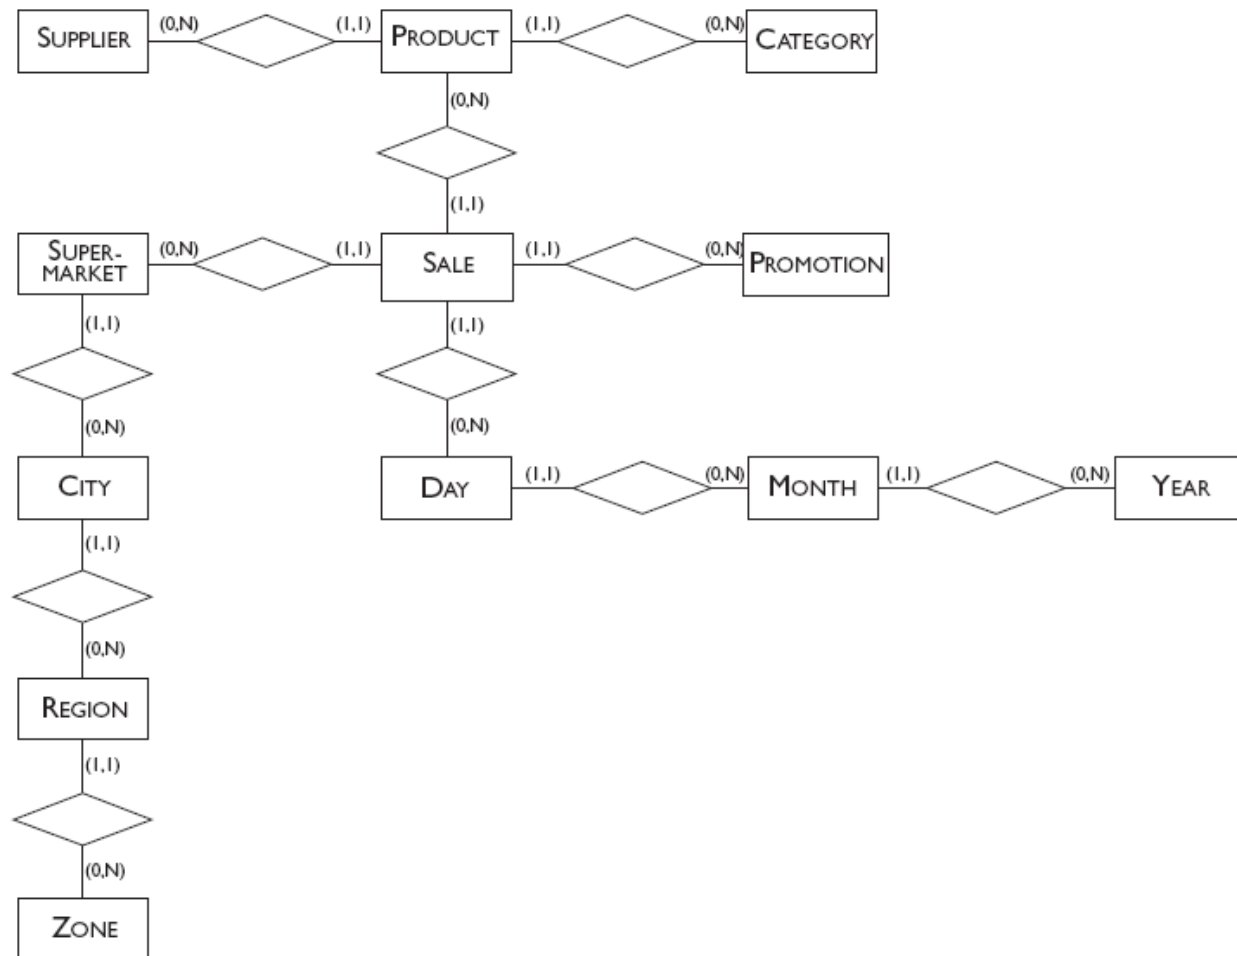 SUPPLIER (0,N) (1,1) PRODUCT (1,1) (0,N) CATEGORY
(0,N)
(1,1)
SUPER-
MARKET
(0,N) (1,1) SALE (1,1) (0,N) PROMOTION
(1,1) (1,1)
(0,N) (0,N)
CITY DAY (1,1) (0,N) MONTH (1,1) (0,N) YEAR
(1,1)
(0,N)
REGION
(1,1)
(0,N)
ZONE